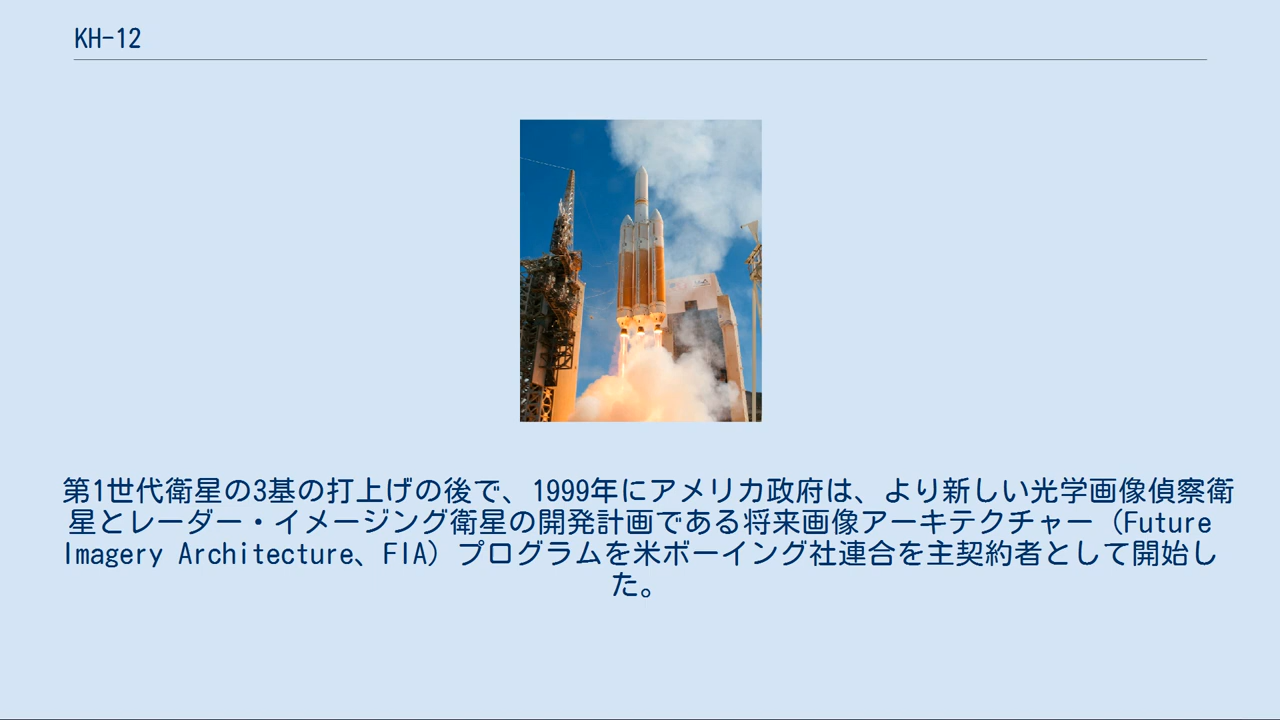 KH-12
第1世代衛星の3基の打上げの後で、1999年にアメリカ政府は、より新しい光学画像偵察衛
星とレーダー・イメージング衛星の開発計画である将来画像アーキテクチャー（Future
Imagery Architecture、FIA）プログラムを米ボーイング社連合を主契約者として開始し
た。